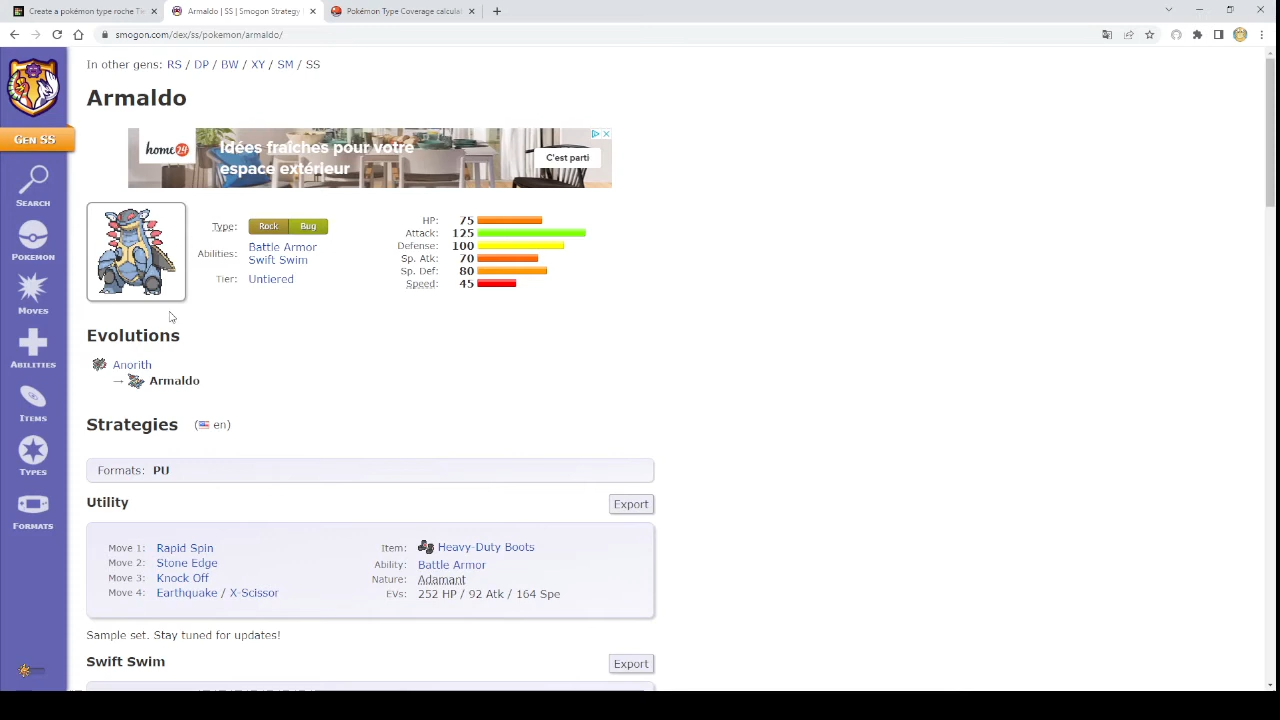 Create a pokémon type roche Tie
Armaldo | SS | Smogon Strategy
Pokémon Type Coverage calculat
smogon.com/dex/ss/pokemon/armaldo/
In other gens: RS / DP / BW / XY / SM / SS
Armaldo
GEN SS
home24
Idées fraîches pour votre
espace extérieur
C'est parti
SEARCH
POKEMON
MOVES
ABILITIES
ITEMS
TYPES
FORMATS
Type: Rock Bug
Abilities: Battle Armor
Swift Swim
Tier: Untiered
HP: 75
Attack: 125
Defense: 100
Sp. Atk: 70
Sp. Def: 80
Speed: 45
Evolutions
Anorith
→ Armaldo
Strategies (en)
Formats: PU
Utility
Export
Move 1: Rapid Spin
Move 2: Stone Edge
Move 3: Knock Off
Move 4: Earthquake / X-Scissor
Item: Heavy-Duty Boots
Ability: Battle Armor
Nature: Adamant
EVs: 252 HP / 92 Atk / 164 Spe
Sample set. Stay tuned for updates!
Swift Swim
Export